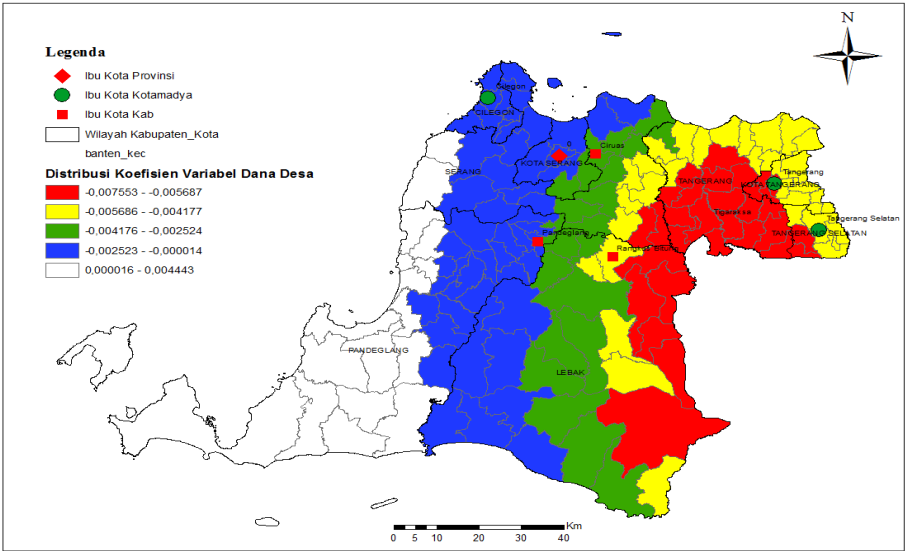 N
Legenda
Ibu Kota Provinsi
Ibu Kota Kotamadya
Ibu Kota Kab
Wilayah Kabupaten_Kota
banten_kec
Distribusi Koefisien Variabel Dana Desa
-0,007553 - -0,005687
-0,005686 - -0,004177
-0,004176 - -0,002524
-0,002523 - -0,000014
0,000016 - 0,004443
Cilegon
CILEGON
0
Ciruas
KOTA SERANG
SERANG
Tangerang
TANGERANG
KOTA TANGERANG
Tigaraksa
Tangerang Selatan
TANGERANG SELATAN
Pandeglang
PANDEGLANG
LEBAK
Km
0 5 10 20 30 40